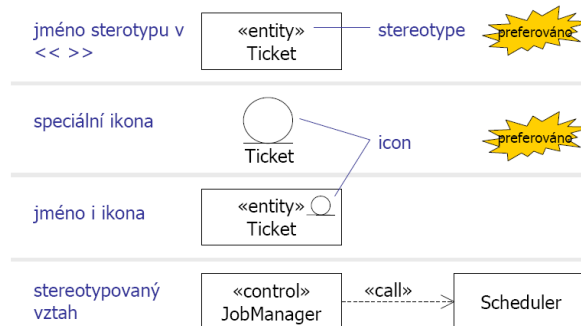 jméno sterotypu v
<< >>
«entity»
Ticket
stereotype
preferováno
speciální ikona
Ticket
icon
preferováno
jméno i ikona
«entity»
Ticket
stereotypovaný
vztah
«control»
JobManager
«call»
Scheduler